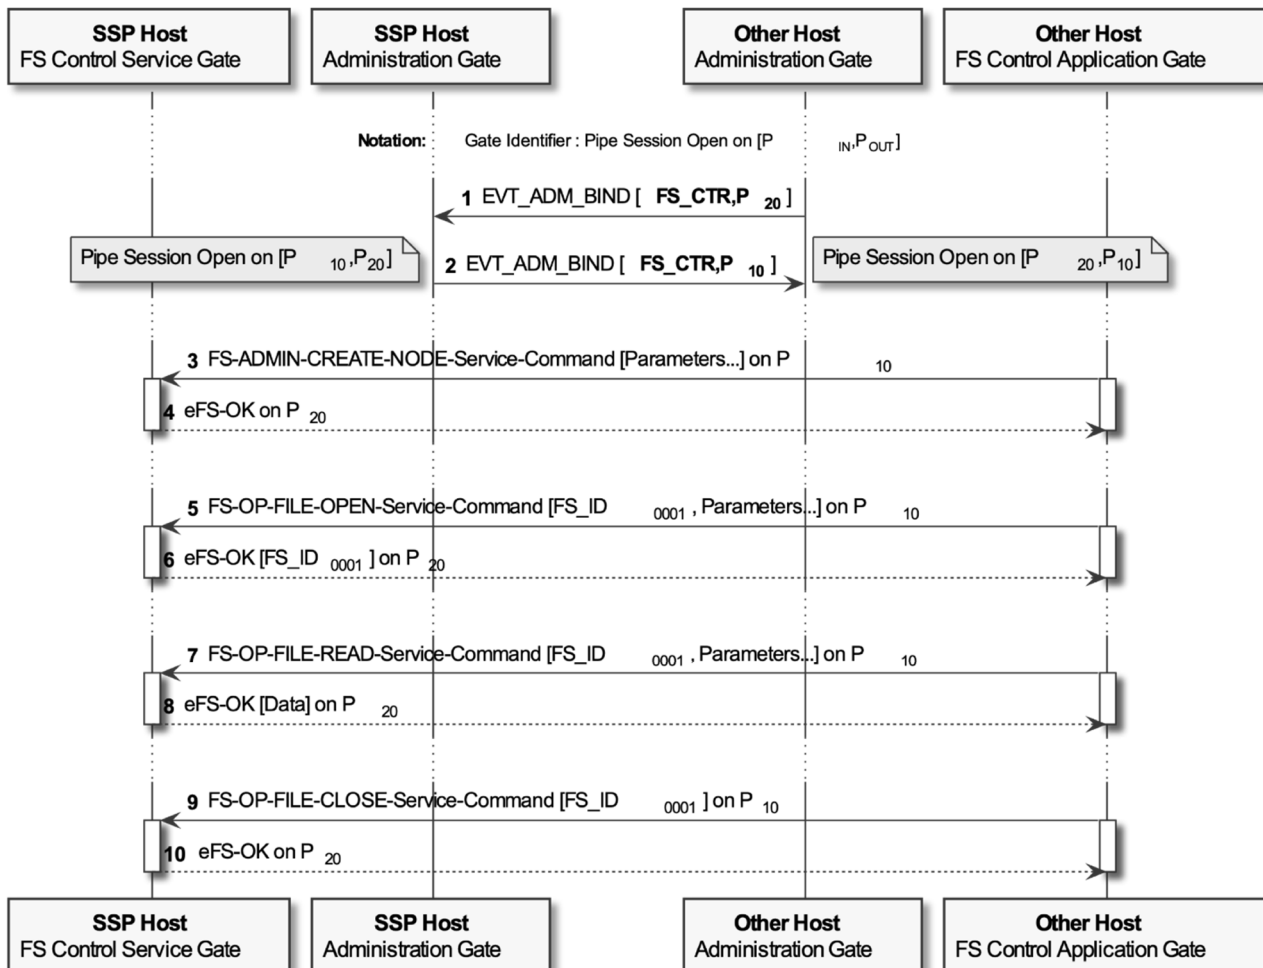 SSP Host
FS Control Service Gate
SSP Host
Administration Gate
Other Host
Administration Gate
Other Host
FS Control Application Gate
Notation: Gate Identifier : Pipe Session Open on [P IN,POUT]
1 EVT_ADM_BIND [ FS_CTR,P 20 ]
Pipe Session Open on [P 10 ,P20]
2 EVT_ADM_BIND [ FS_CTR,P 10 ]
Pipe Session Open on [P 20 ,P10]
3 FS-ADMIN-CREATE-NODE-Service-Command [Parameters...] on P 10
4 eFS-OK on P 20
5 FS-OP-FILE-OPEN-Service-Command [FS_ID 0001 , Parameters...] on P 10
6 eFS-OK [FS_ID 0001 ] on P 20
7 FS-OP-FILE-READ-Service-Command [FS_ID 0001 , Parameters...] on P 10
8 eFS-OK [Data] on P 20
9 FS-OP-FILE-CLOSE-Service-Command [FS_ID 0001 ] on P 10
10 eFS-OK on P 20
SSP Host
FS Control Service Gate
SSP Host
Administration Gate
Other Host
Administration Gate
Other Host
FS Control Application Gate